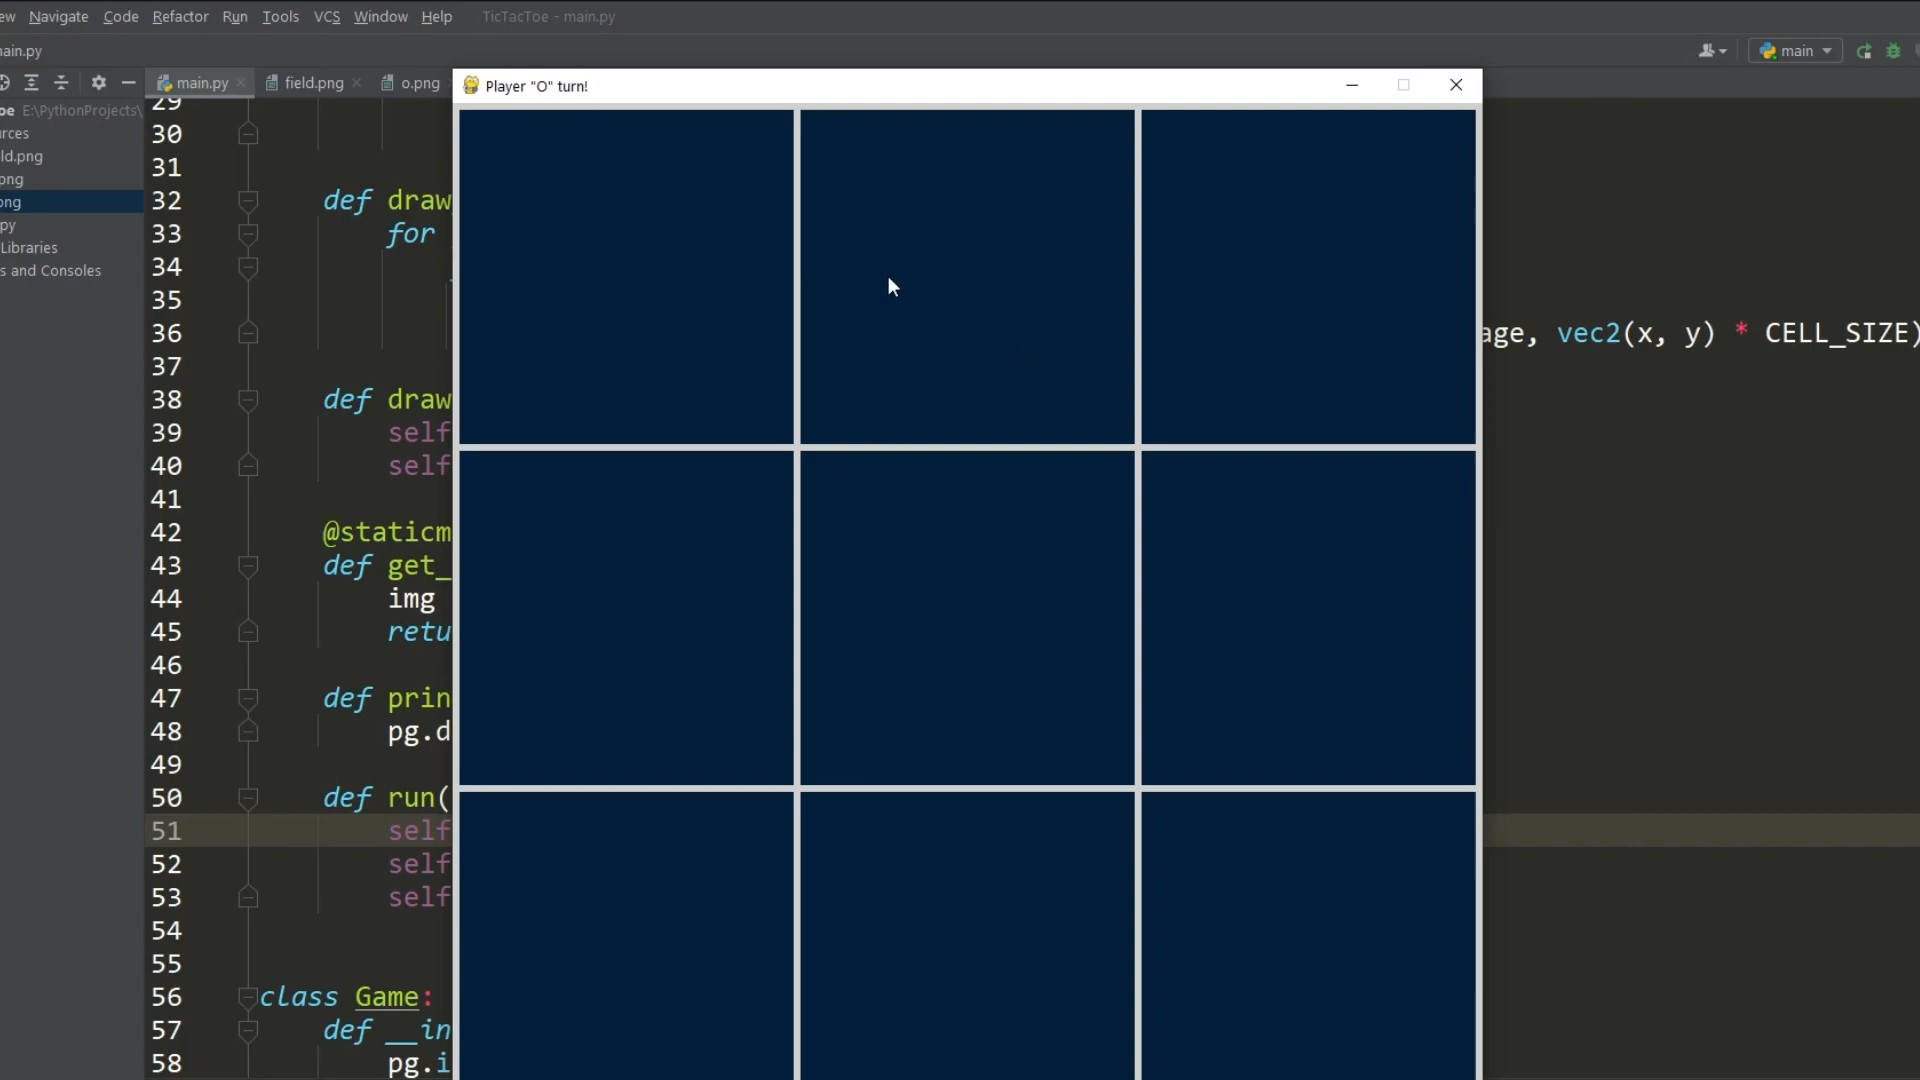 ew Navigate Code Refactor Run Tools VCS Window Help TicTacToe - main.py
ain.py
main
main.py field.png o.png
Player "O" turn!
oe E:\PythonProjects\
urces
ld.png
png
png
py
Libraries
s and Consoles
29
30
31
32 def draw
33 for
34
35
36 age, vec2(x, y) * CELL_SIZE)
37
38 def draw
39 self
40 self
41
42 @staticm
43 def get_
44 img
45 retu
46
47 def prin
48 pg.d
49
50 def run(
51 self
52 self
53 self
54
55
56 class Game:
57 def __in
58 pg.i